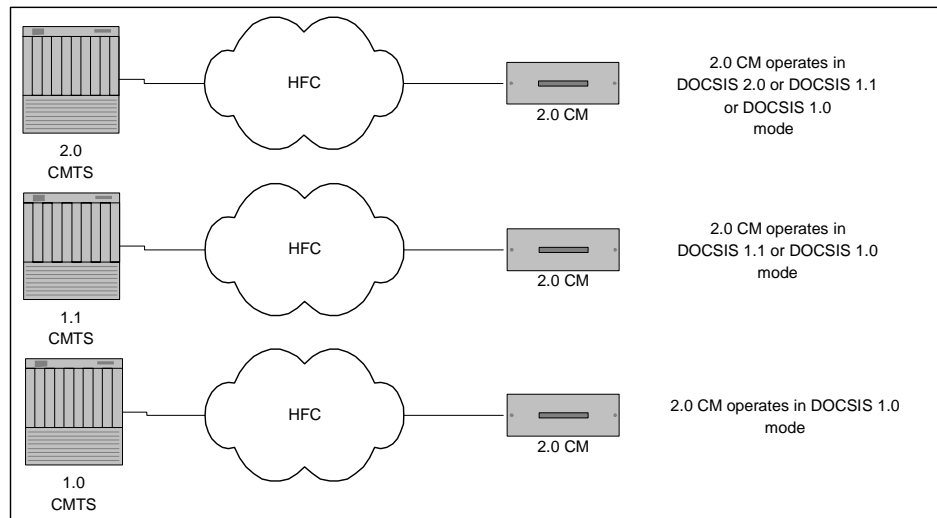 HFC
2.0 CM
2.0 CM operates in
DOCSIS 2.0 or DOCSIS 1.1
or DOCSIS 1.0
mode
2.0
CMTS
HFC
2.0 CM
2.0 CM operates in
DOCSIS 1.1 or DOCSIS 1.0
mode
1.1
CMTS
HFC
2.0 CM
2.0 CM operates in DOCSIS 1.0
mode
1.0
CMTS